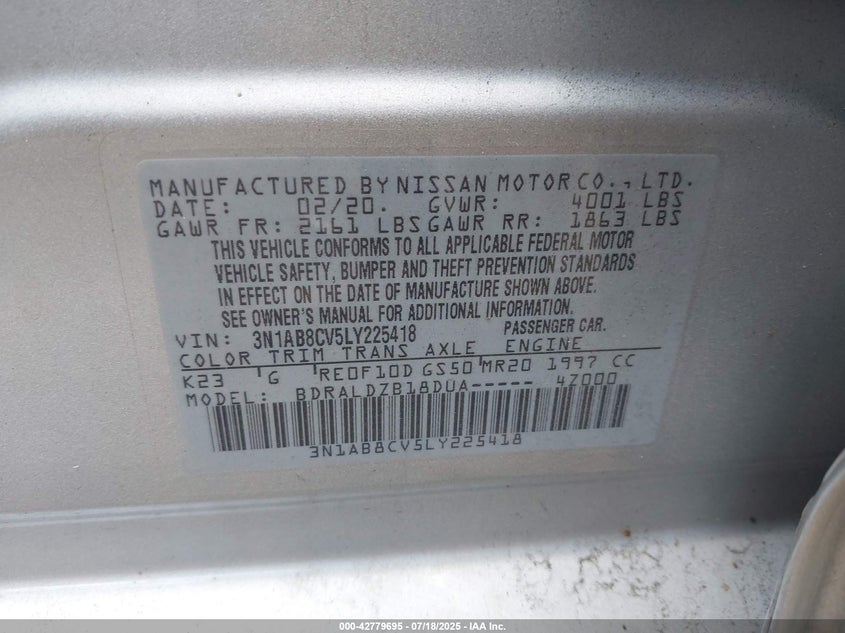 MANUFACTURED BY NISSAN MOTOR CO., LTD.
DATE: 02/20. GVWR: 4001 LBS
GAWR FR: 2161 LBS GAWR RR: 1863 LBS
THIS VEHICLE CONFORMS TO ALL APPLICABLE FEDERAL MOTOR
VEHICLE SAFETY, BUMPER AND THEFT PREVENTION STANDARDS
IN EFFECT ON THE DATE OF MANUFACTURE SHOWN ABOVE.
SEE OWNER'S MANUAL FOR ADDITIONAL INFORMATION.
VIN: 3N1AB8CV5LY225418 PASSENGER CAR.
COLOR TRIM TRANS AXLE ENGINE
K23 G RE0F10D GS50 MR20 1997 CC
MODEL: BDRALDZB18DUA----- 4Z000
3N1AB8CV5LY225418
000-42779695 - 07/18/2025 - IAA Inc.